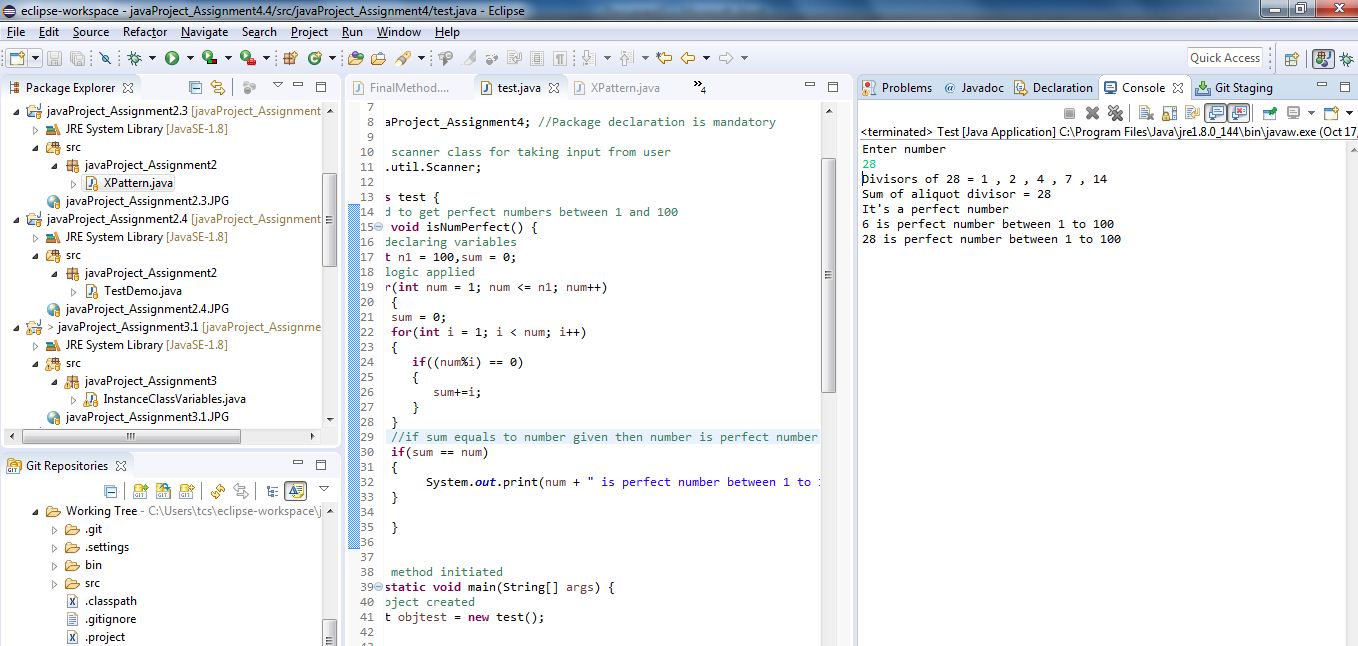 eclipse-workspace - javaProject_Assignment4.4/src/javaProject_Assignment4/test.java - Eclipse
File Edit Source Refactor Navigate Search Project Run Window Help
Quick Access
Package Explorer
javaProject_Assignment2.3 [javaProject_Assignment
JRE System Library [JavaSE-1.8]
src
javaProject_Assignment2
XPattern.java
javaProject_Assignment2.3.JPG
javaProject_Assignment2.4 [javaProject_Assignment
JRE System Library [JavaSE-1.8]
src
javaProject_Assignment2
TestDemo.java
javaProject_Assignment2.4.JPG
> javaProject_Assignment3.1 [javaProject_Assignme
JRE System Library [JavaSE-1.8]
src
javaProject_Assignment3
InstanceClassVariables.java
javaProject_Assignment3.1.JPG
Git Repositories
Working Tree - C:\Users\tcs\eclipse-workspace\j
.git
.settings
bin
src
.classpath
.gitignore
.project
FinalMethod.... test.java XPattern.java »4
7
8 aProject_Assignment4; //Package declaration is mandatory
9
10 scanner class for taking input from user
11 .util.Scanner;
12
13 s test {
14 d to get perfect numbers between 1 and 100
15 void isNumPerfect() {
16 declaring variables
17 t n1 = 100,sum = 0;
18 logic applied
19 r(int num = 1; num <= n1; num++)
20 {
21 sum = 0;
22 for(int i = 1; i < num; i++)
23 {
24 if((num%i) == 0)
25 {
26 sum+=i;
27 }
28 }
29 //if sum equals to number given then number is perfect number
30 if(sum == num)
31 {
32 System.out.print(num + " is perfect number between 1 to
33 }
34
35 }
36
37
38 method initiated
39 static void main(String[] args) {
40 bject created
41 t objtest = new test();
42
Problems @ Javadoc Declaration Console Git Staging
<terminated> Test [Java Application] C:\Program Files\Java\jre1.8.0_144\bin\javaw.exe (Oct 17,
Enter number
28
Divisors of 28 = 1 , 2 , 4 , 7 , 14
Sum of aliquot divisor = 28
It's a perfect number
6 is perfect number between 1 to 100
28 is perfect number between 1 to 100